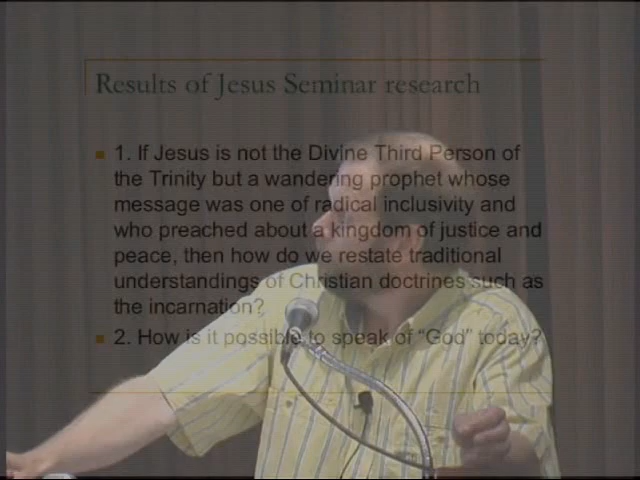 Results of Jesus Seminar research
1. If Jesus is not the Divine Third Person of
the Trinity but a wandering prophet whose
message was one of radical inclusivity and
who preached about a kingdom of justice and
peace, then how do we restate traditional
understandings of Christian doctrines such as
the incarnation?
2. How is it possible to speak of “God” today?